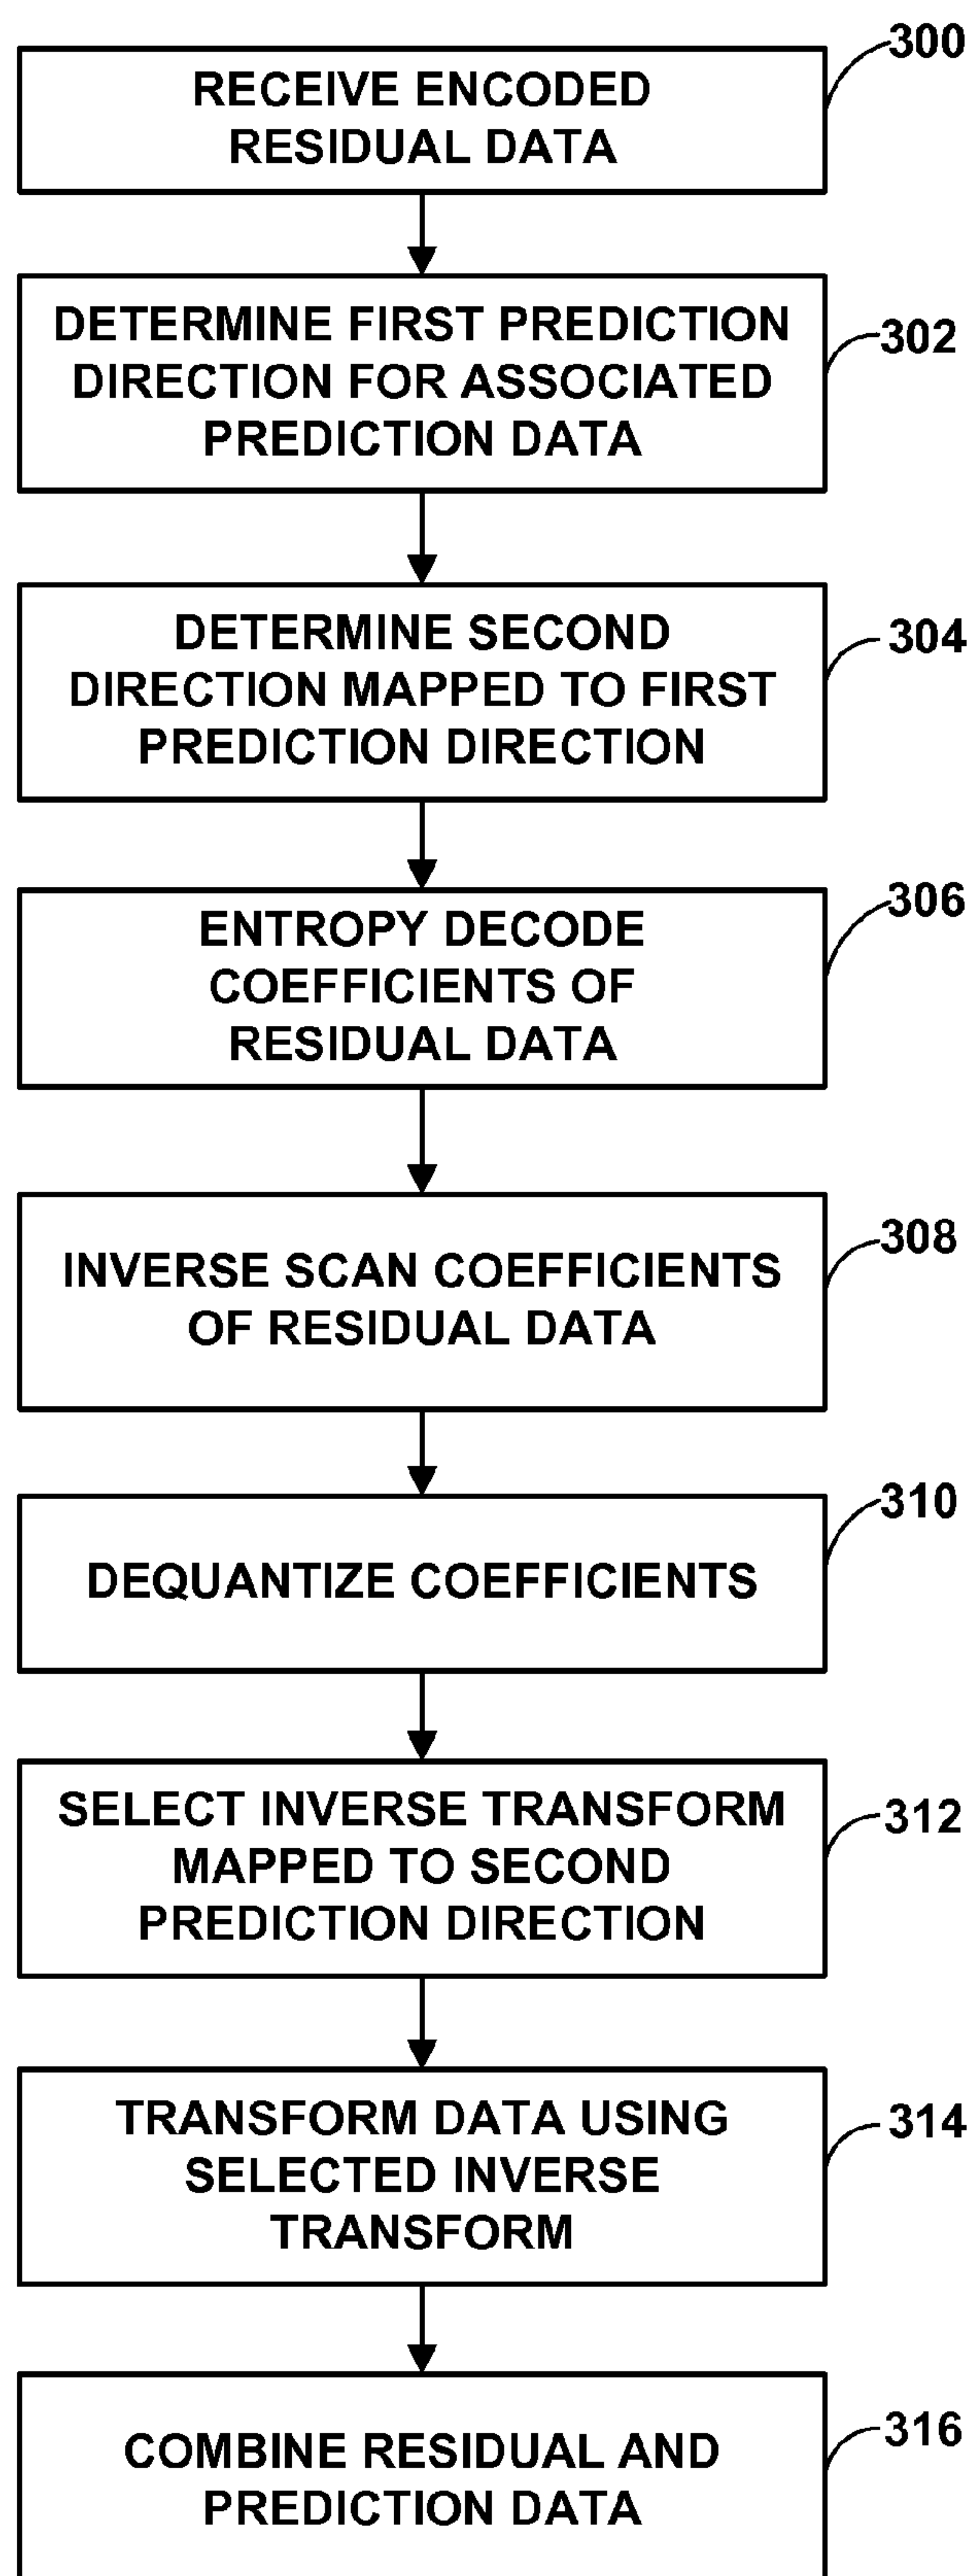 300
RECEIVE ENCODED
RESIDUAL DATA
DETERMINE FIRST PREDICTION
DIRECTION FOR ASSOCIATED
PREDICTION DATA
302
DETERMINE SECOND
DIRECTION MAPPED TO FIRST
PREDICTION DIRECTION
304
306
ENTROPY DECODE
COEFFICIENTS OF
RESIDUAL DATA
308
INVERSE SCAN COEFFICIENTS
OF RESIDUAL DATA
310
DEQUANTIZE COEFFICIENTS
SELECT INVERSE TRANSFORM
MAPPED TO SECOND
PREDICTION DIRECTION
312
TRANSFORM DATA USING
SELECTED INVERSE
TRANSFORM
314
316
COMBINE RESIDUAL AND
PREDICTION DATA